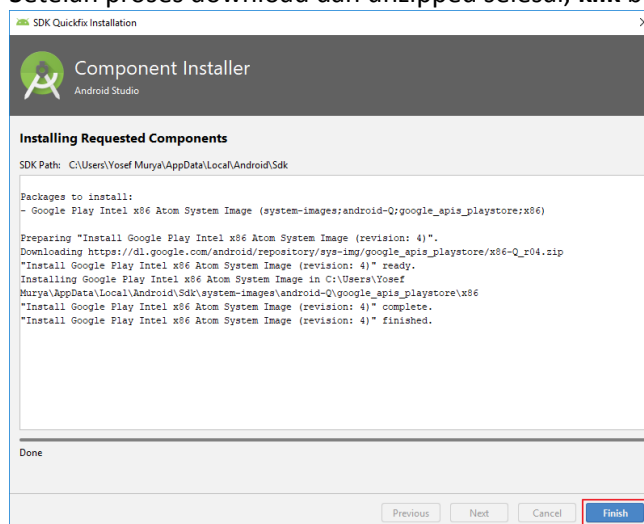 Setelah proses download dan unzipped selesai,
SDK Quickfix Installation
Component Installer
Android Studio
Installing Requested Components
SDK Path: C:\Users\Yosef Murya\AppData\Local\Android\Sdk
Packages to install:
- Google Play Intel x86 Atom System Image (system-images;android-Q;google_apis_playstore;x86)
Preparing "Install Google Play Intel x86 Atom System Image (revision: 4)".
Downloading https://dl.google.com/android/repository/sys-img/google_apis_playstore/x86-Q_r04.zip
"Install Google Play Intel x86 Atom System Image (revision: 4)" ready.
Installing Google Play Intel x86 Atom System Image in C:\Users\Yosef
Murya\AppData\Local\Android\Sdk\system-images\android-Q\google_apis_playstore\x86
"Install Google Play Intel x86 Atom System Image (revision: 4)" complete.
"Install Google Play Intel x86 Atom System Image (revision: 4)" finished.
Done
Previous Next Cancel Finish